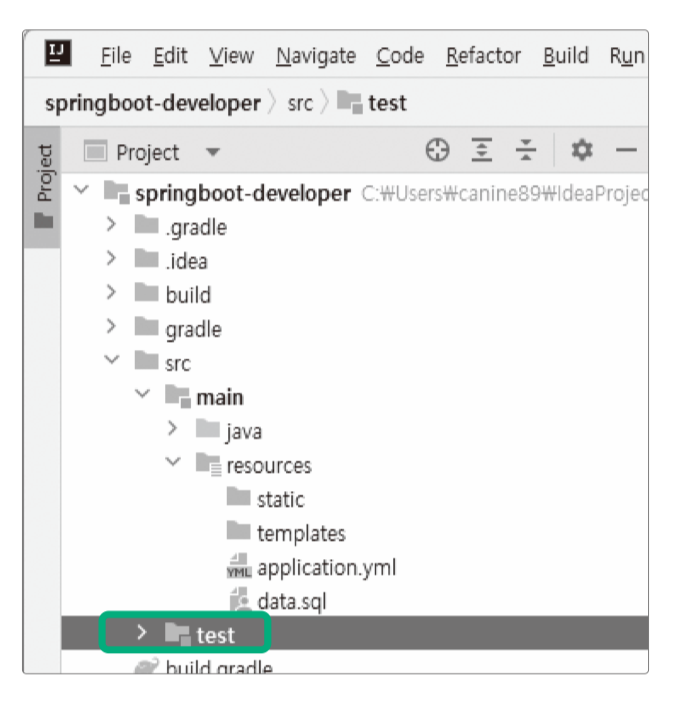 IJ File Edit View Navigate Code Refactor Build Run
springboot-developer 〉 src 〉 test
Project
Project
springboot-developer C:₩Users₩canine89₩IdeaProjec
.gradle
.idea
build
gradle
src
main
java
resources
static
templates
YML application.yml
data.sql
test
build.gradle